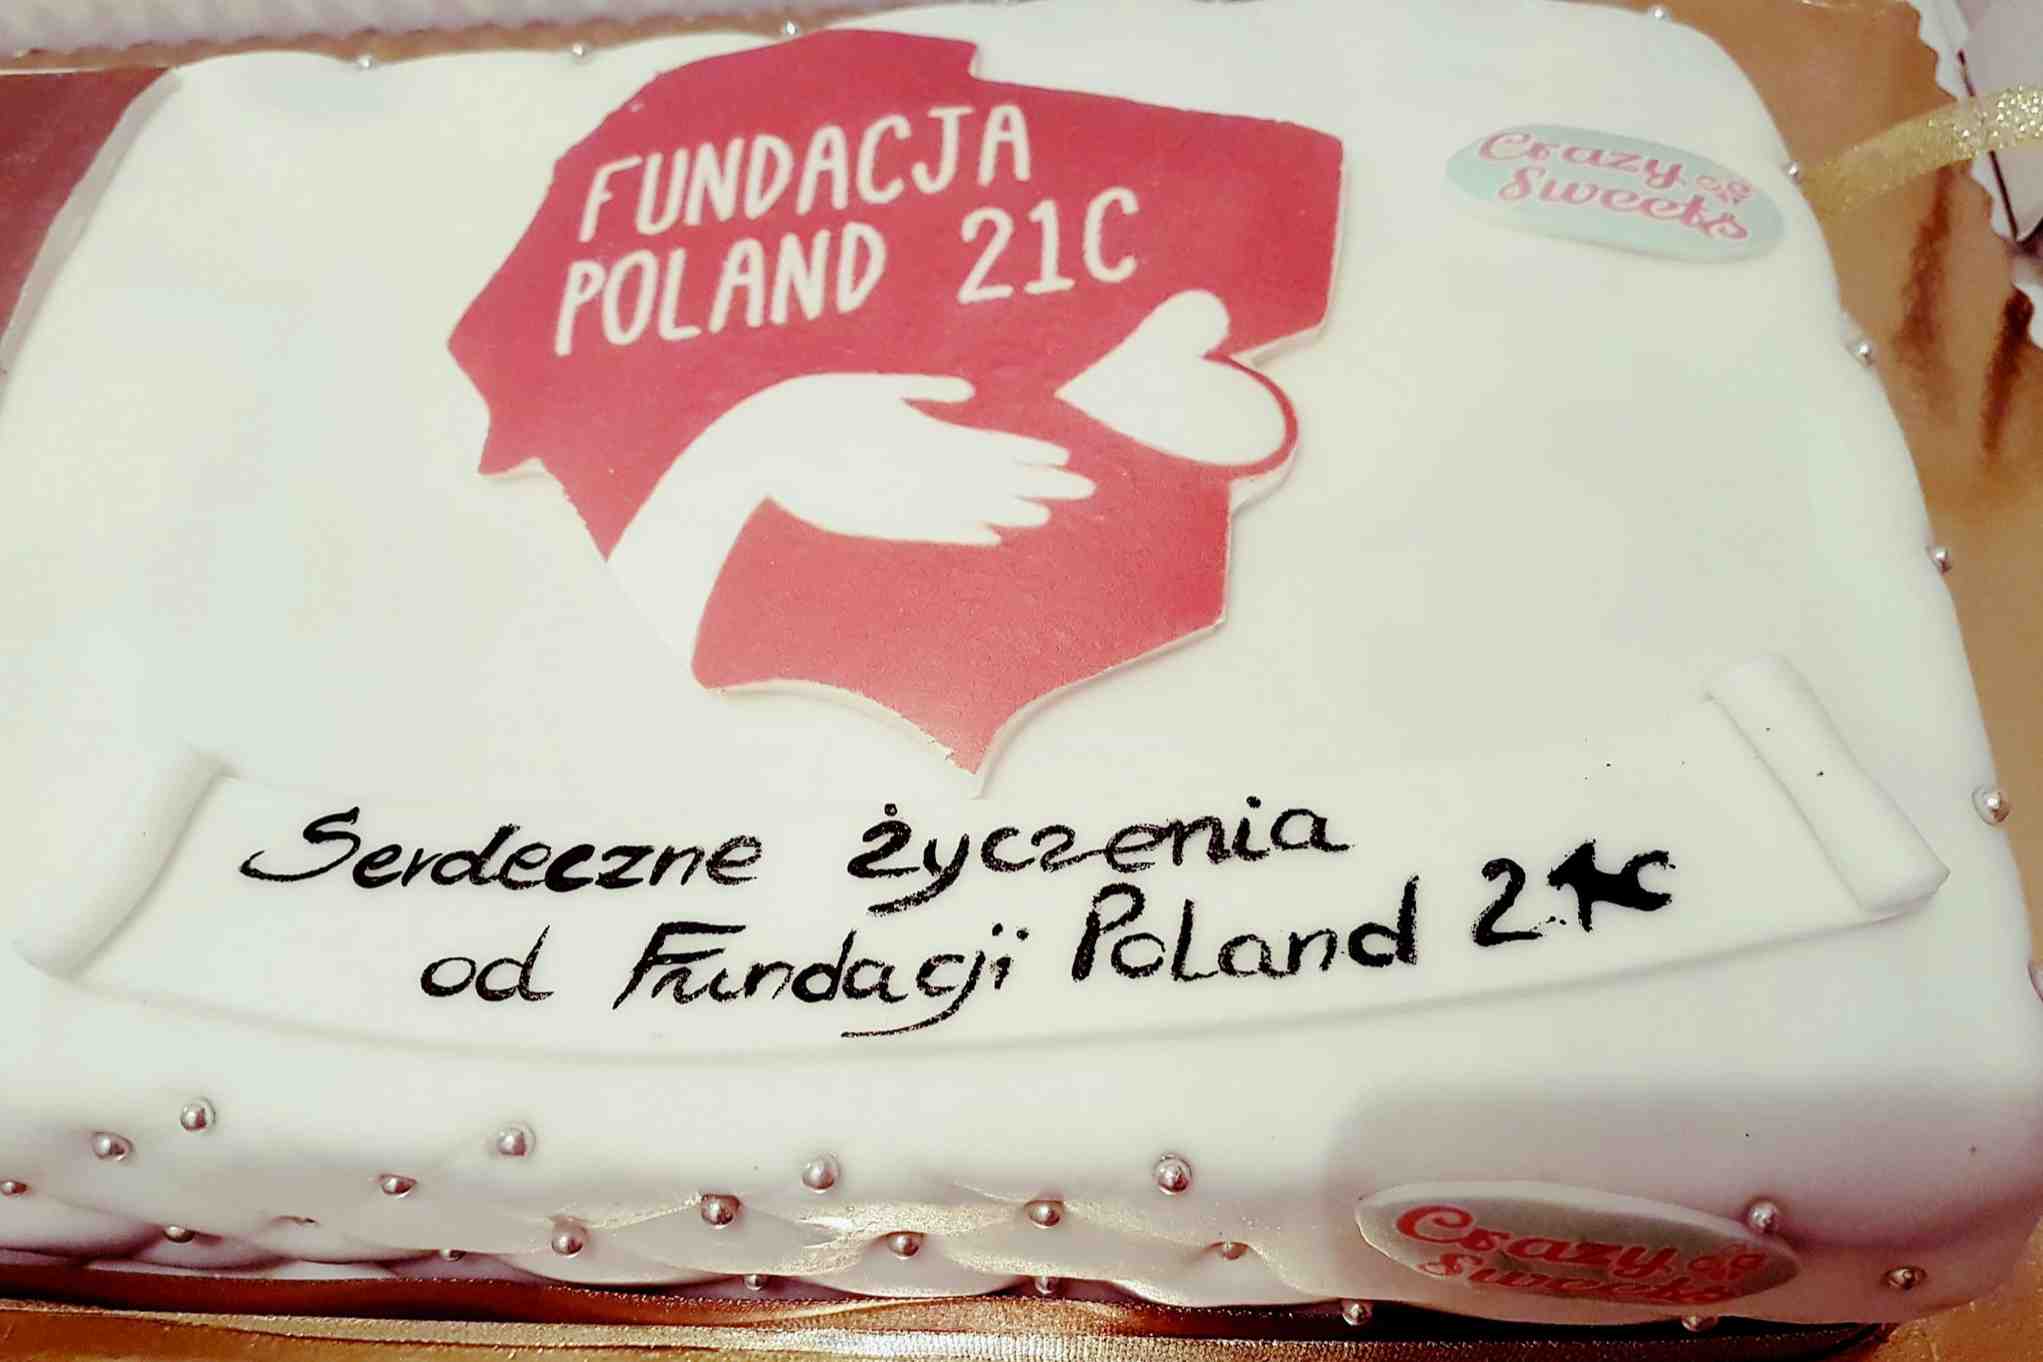 FUNDACJA
POLAND 21C
Crazy
Sweets
Serdeczne życzenia
od Fundacji Poland 21c
Crazy
Sweets